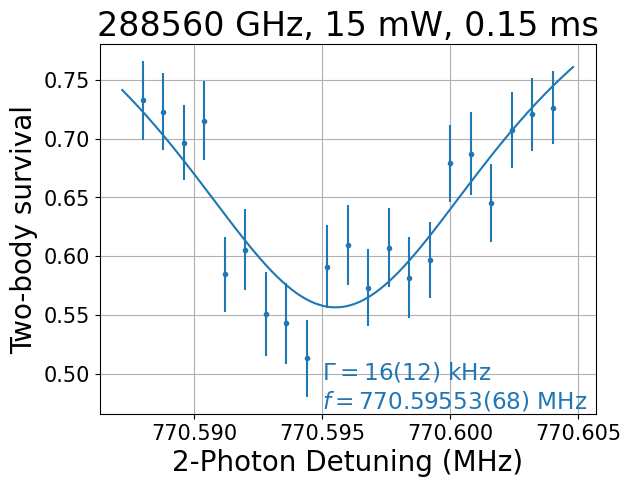 288560 GHz, 15 mW, 0.15 ms
Two-body survival
0.75
0.70
0.65
0.60
0.55
0.50
Γ = 16(12) kHz
f = 770.59553(68) MHz
770.590 770.595 770.600 770.605
2-Photon Detuning (MHz)